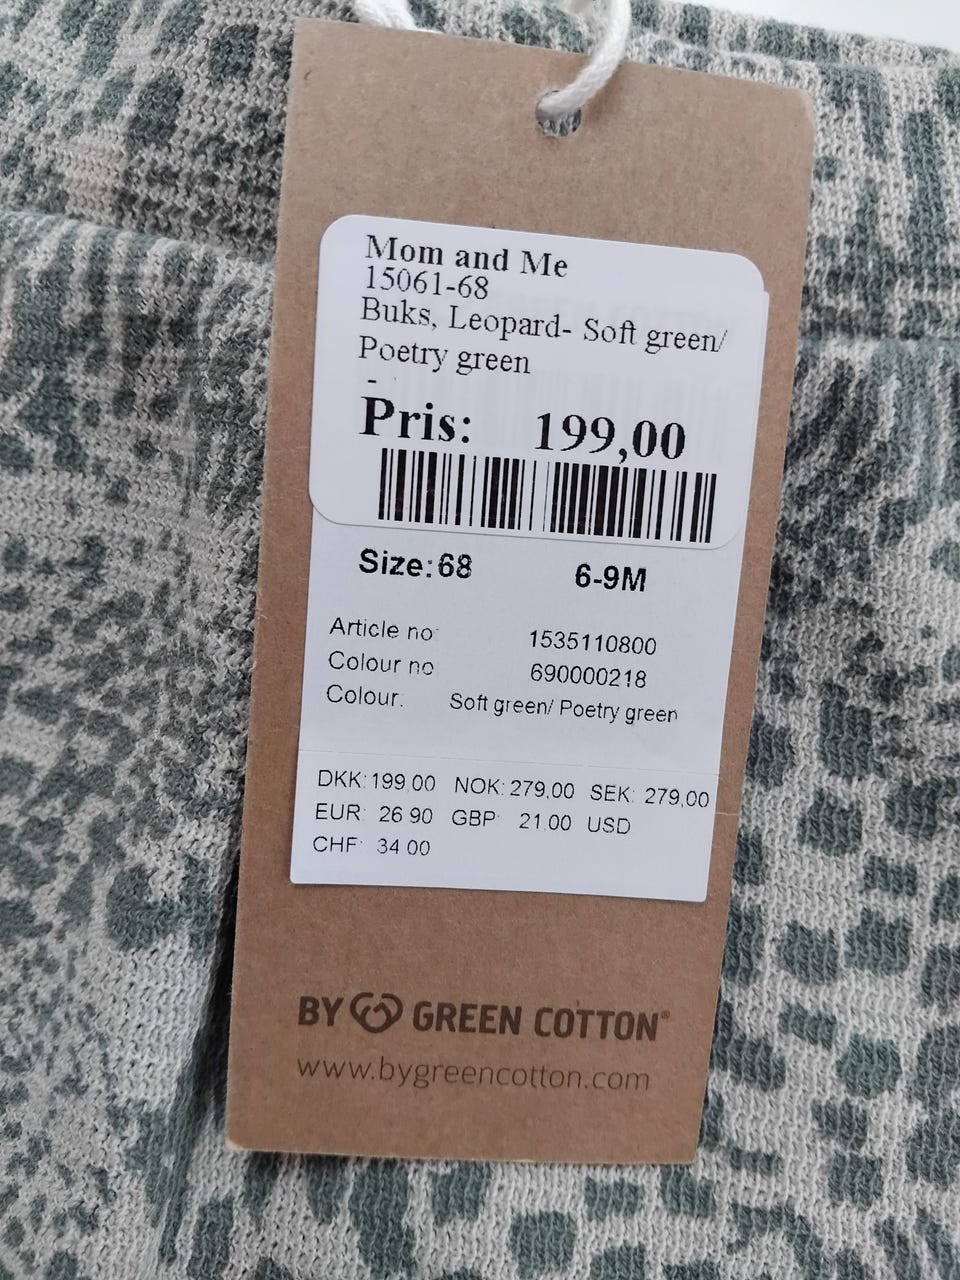 Mom and Me
15061-68
Buks, Leopard- Soft green/
Poetry green
-
Pris: 199,00
Size:68 6-9M
Article no 1535110800
Colour no 690000218
Colour. Soft green/ Poetry green
DKK: 199.00 NOK: 279,00 SEK: 279,00
EUR: 26 90 GBP: 21.00 USD
CHF: 34 00
BY GREEN COTTON®
www.bygreencotton.com